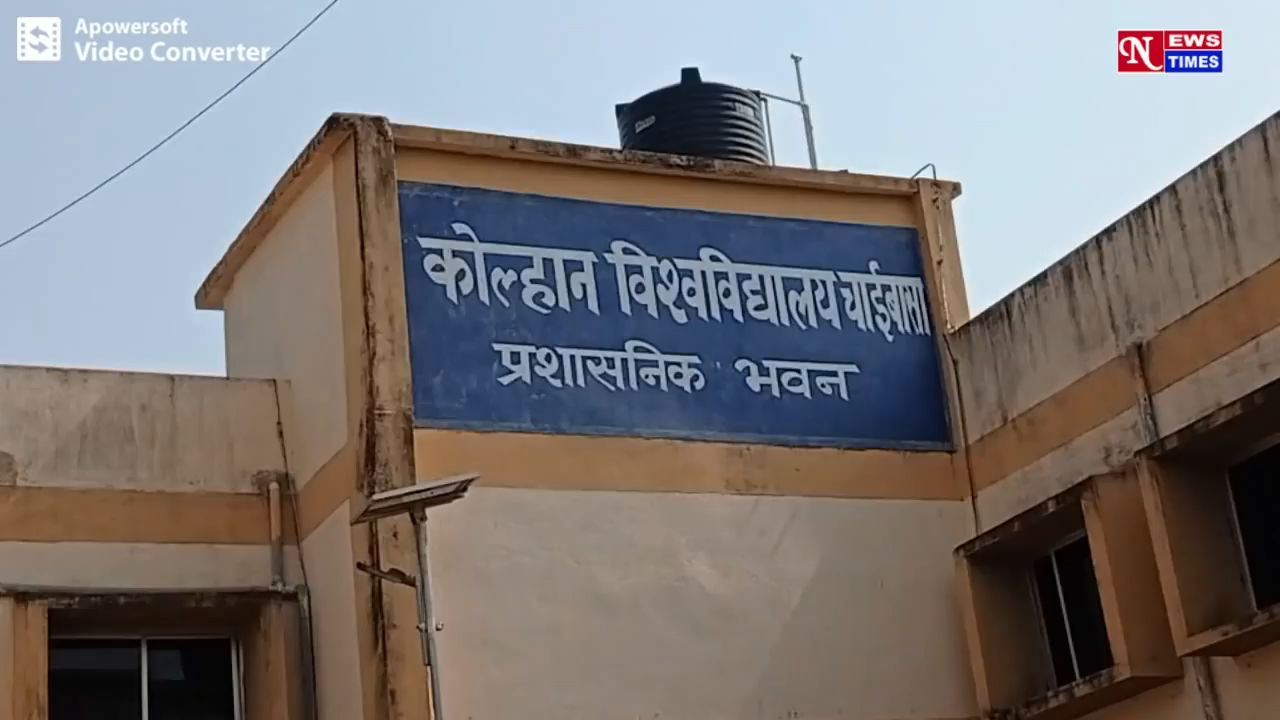 Apowersoft
Video Converter
NEWS
TIMES
कोल्हान विश्वविद्यालय चाईबासा
प्रशासनिक भवन